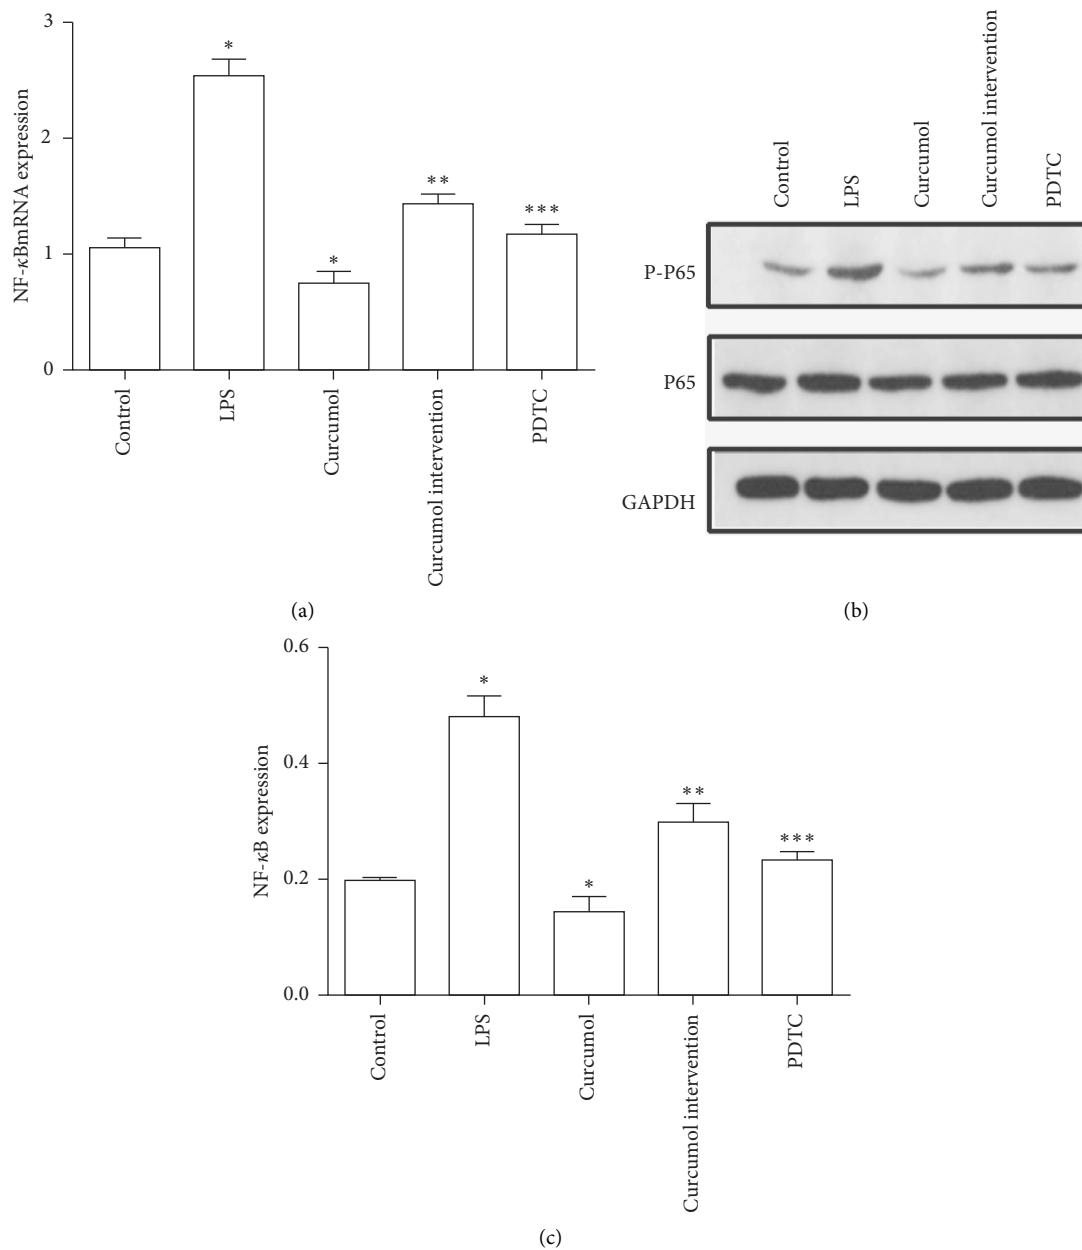 3
2
1
0
NF-κBmRNA expression
*
*
**
***
Control
LPS
Curcumol
Curcumol intervention
PDTC
(a)
Control
LPS
Curcumol
Curcumol intervention
PDTC
P-P65
P65
GAPDH
(b)
0.6
0.4
0.2
0.0
NF-κB expression
*
*
**
***
Control
LPS
Curcumol
Curcumol intervention
PDTC
(c)